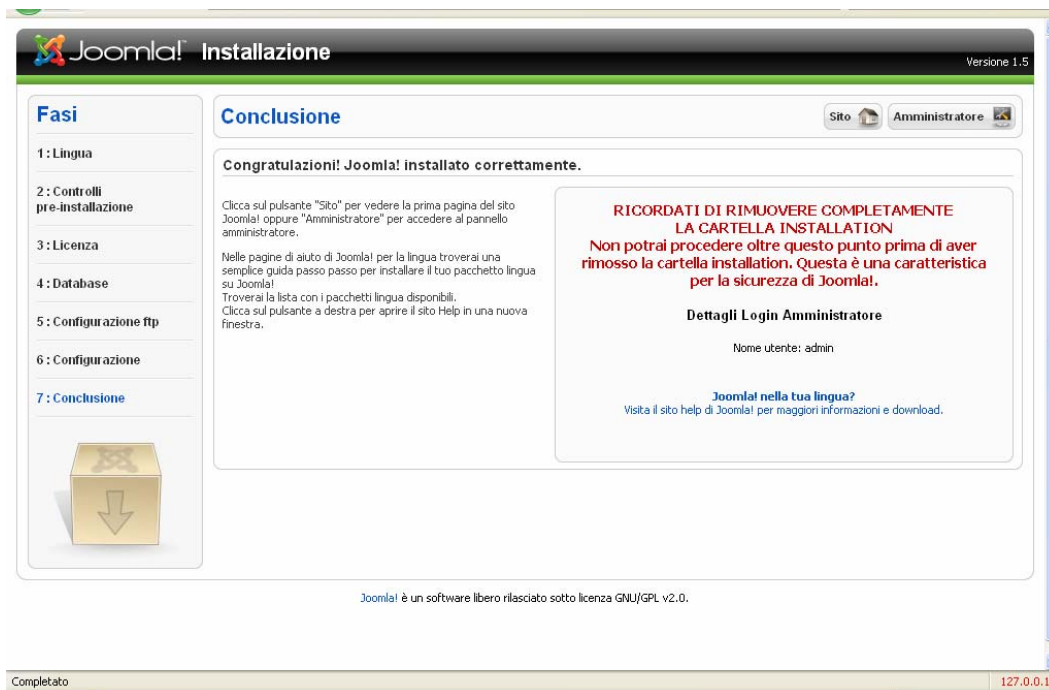 Joomla!™ Installazione
Versione 1.5
Fasi
1 : Lingua
2 : Controlli
pre-installazione
3 : Licenza
4 : Database
5 : Configurazione ftp
6 : Configurazione
7 : Conclusione
Conclusione
Sito
Amministratore
Congratulazioni! Joomla! installato correttamente.
Clicca sul pulsante "Sito" per vedere la prima pagina del sito
Joomla! oppure "Amministratore" per accedere al pannello
amministratore.
Nelle pagine di aiuto di Joomla! per la lingua troverai una
semplice guida passo passo per installare il tuo pacchetto lingua
su Joomla!
Troverai la lista con i pacchetti lingua disponibili.
Clicca sul pulsante a destra per aprire il sito Help in una nuova
finestra.
RICORDATI DI RIMUOVERE COMPLETAMENTE
LA CARTELLA INSTALLATION
Non potrai procedere oltre questo punto prima di aver
rimosso la cartella installation. Questa è una caratteristica
per la sicurezza di Joomla!.
Dettagli Login Amministratore
Nome utente: admin
Joomla! nella tua lingua?
Visita il sito help di Joomla! per maggiori informazioni e download.
Joomla! è un software libero rilasciato sotto licenza GNU/GPL v2.0.
Completato
127.0.0.1